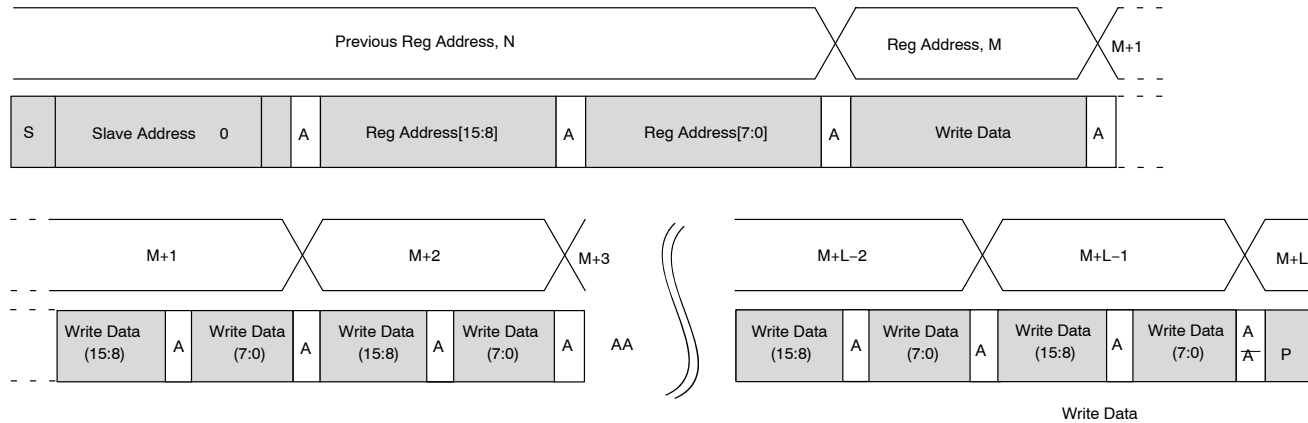 Previous Reg Address, N Reg Address, M M+1
S Slave Address 0 A Reg Address[15:8] A Reg Address[7:0] A Write Data A
M+1 M+2 M+3 M+L−2 M+L−1 M+L
Write Data Write Data Write Data Write Data Write Data Write Data Write Data Write Data A
(15:8) A (7:0) A (15:8) A (7:0) A AA (15:8) A (7:0) A (15:8) A (7:0) A̅ P
Write Data